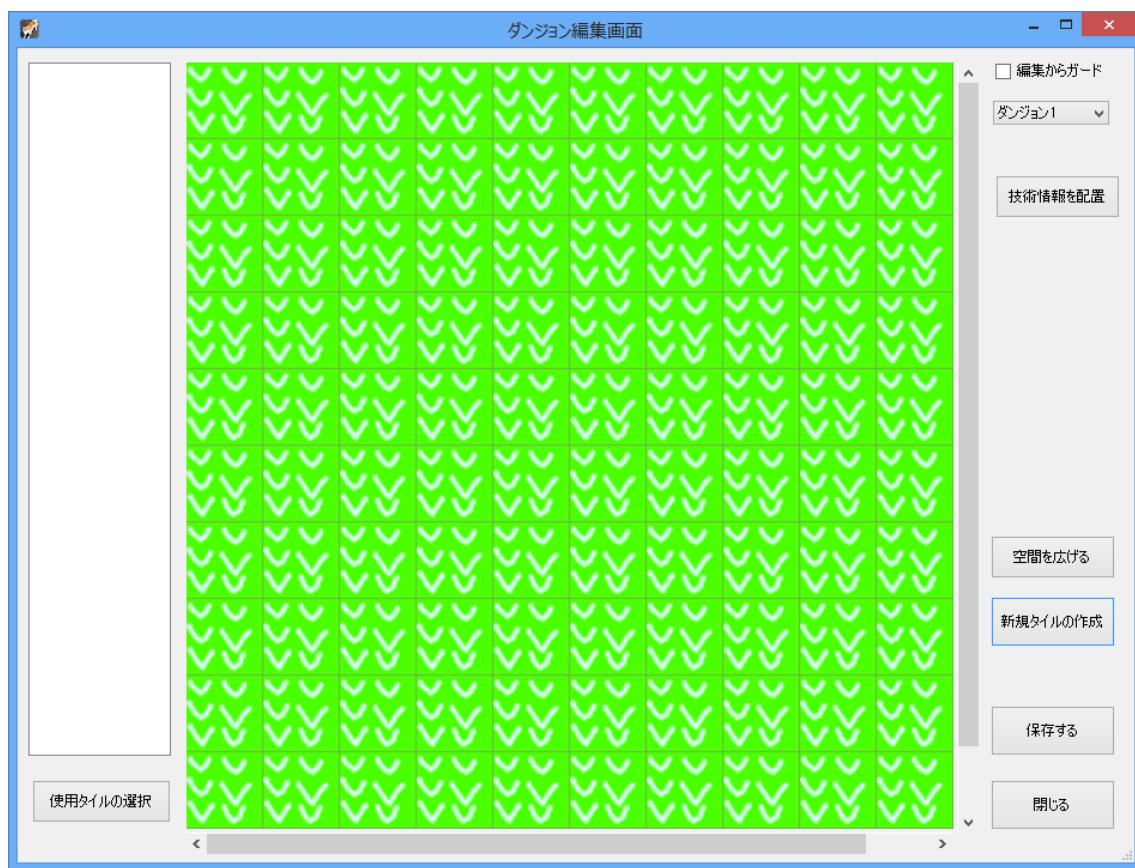 ダンジョン編集画面
編集からガード
ダンジョン1
技術情報を配置
空間を広げる
新規タイルの作成
保存する
使用タイルの選択
閉じる